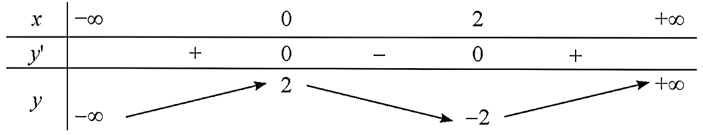 x −∞ 0 2 +∞
y' + 0 − 0 +
2 +∞
y
−∞ −2